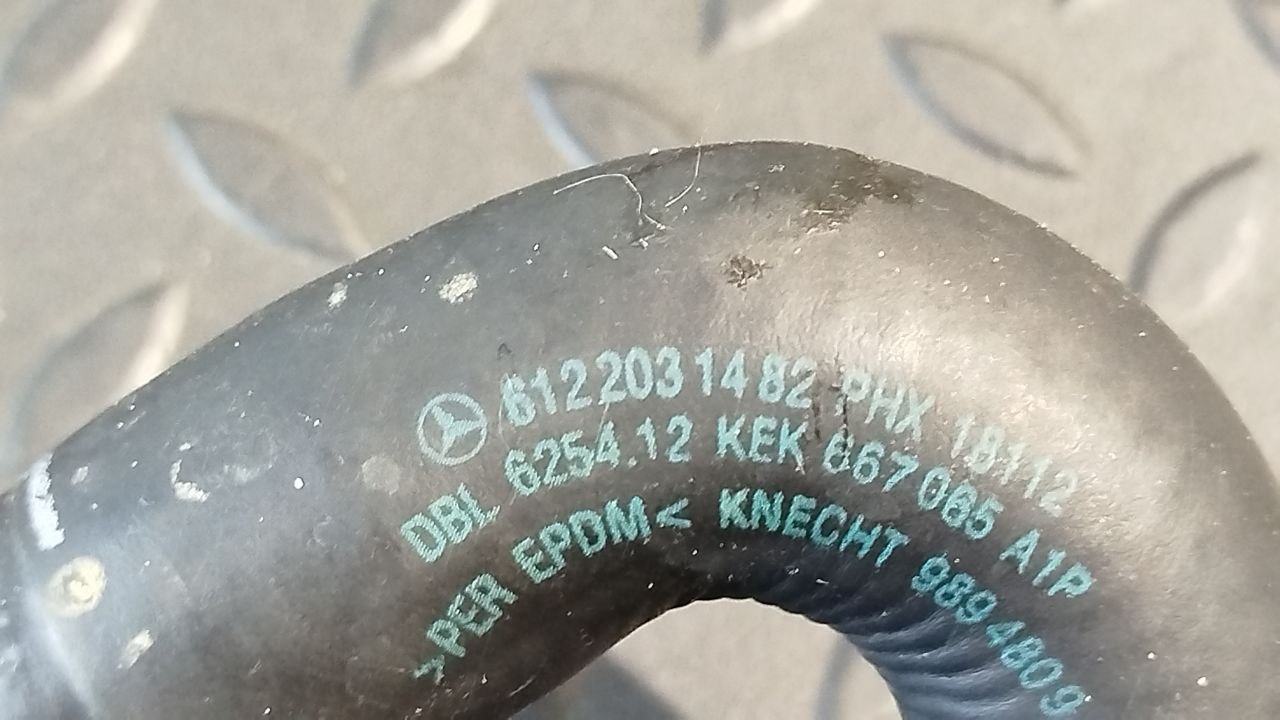 612 203 14 82 PHX 18112
DBL 6254.12 KEK 667 065 A1P
>PER EPDM< KNECHT 9894809